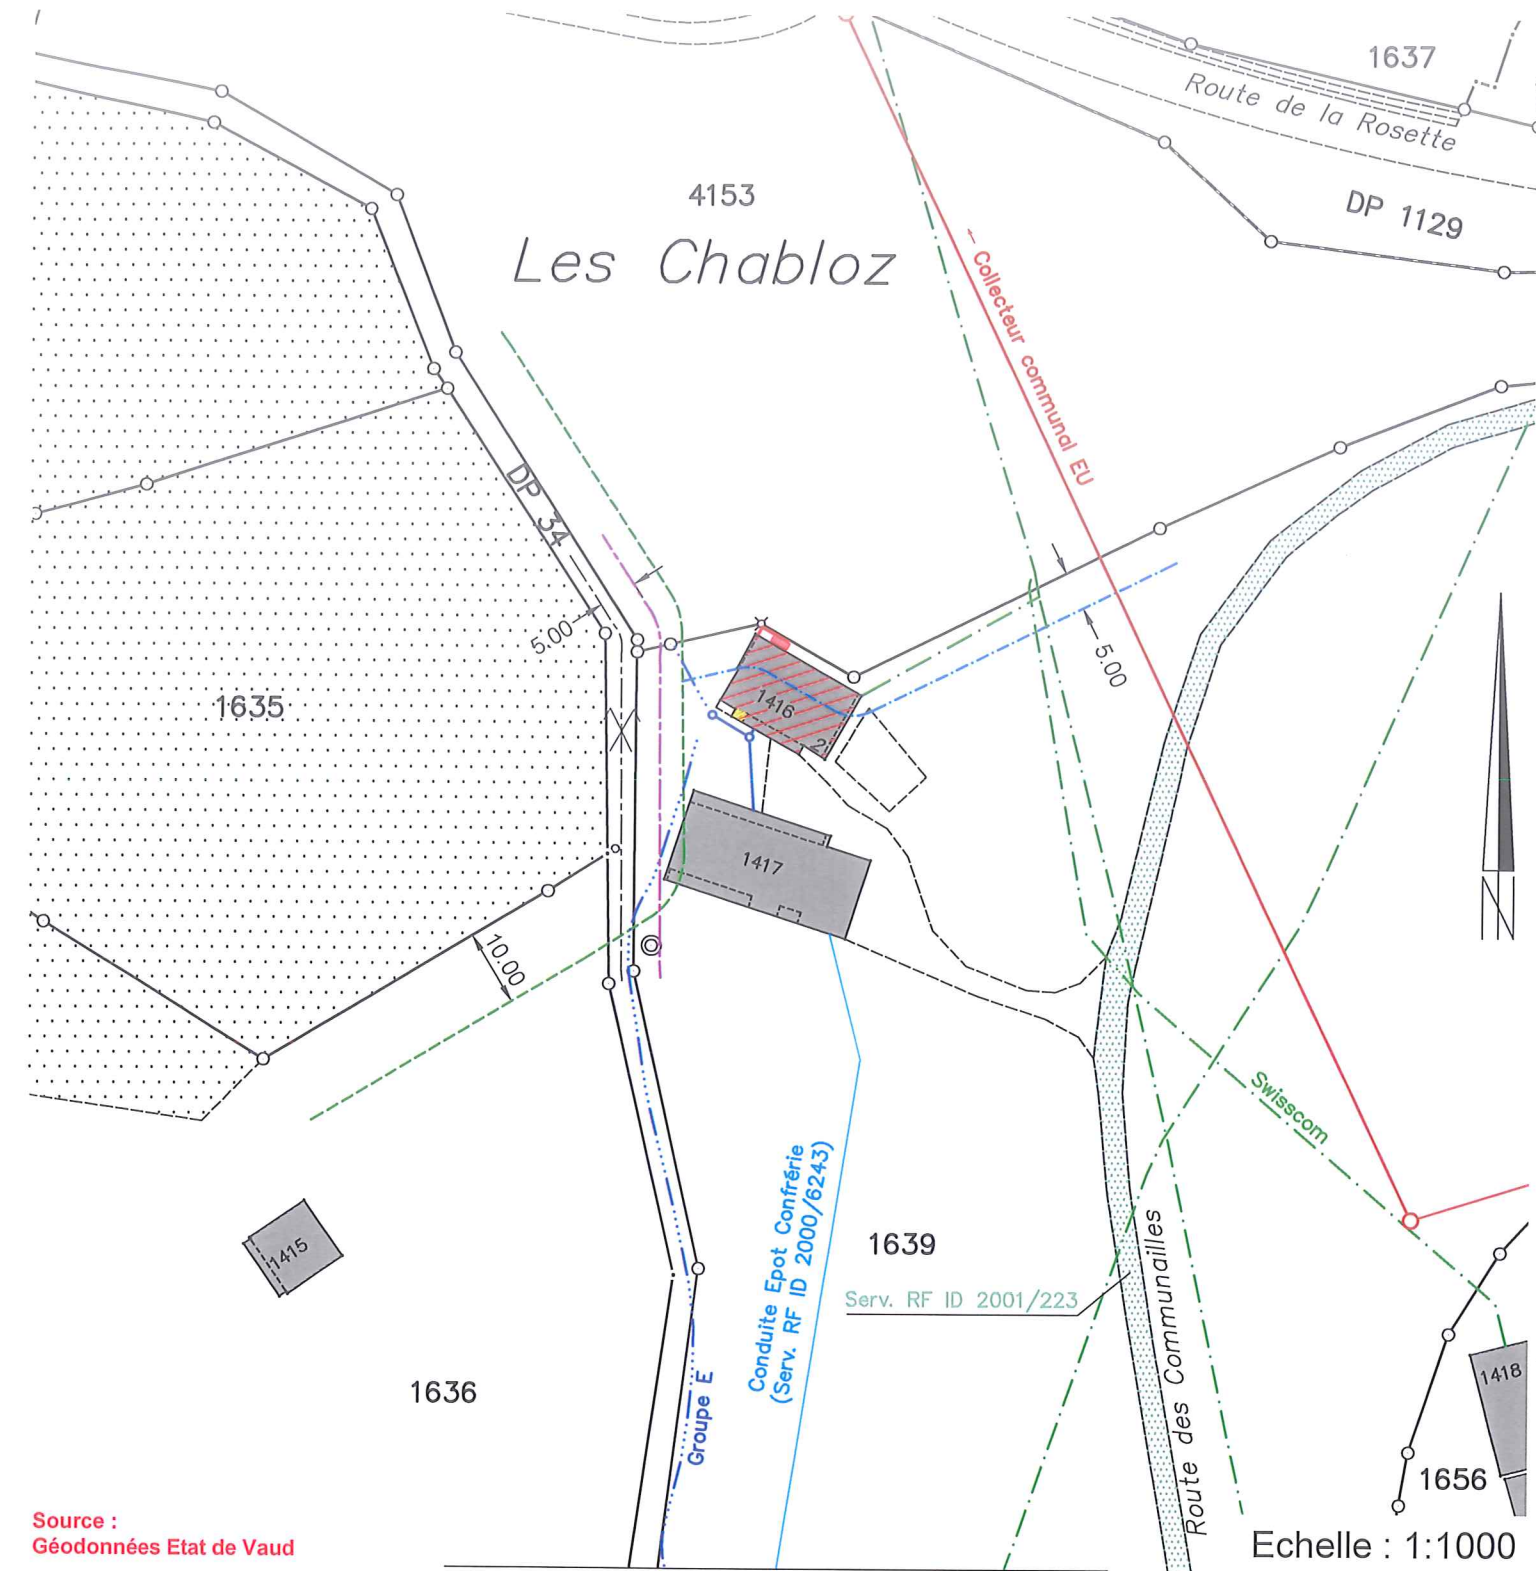 1637
Route de la Rosette
4153
DP 1129
Les Chabloz
← Collecteur communal EU
DP 34
5.00
5.00
1635
1416
2
1417
10.00
Swisscom
1415
Conduite Epot Confrérie
(Serv. RF ID 2000/6243)
1639
Serv. RF ID 2001/223
Route des Communailles
1636
Groupe E
1418
1656
N
Source :
Géodonnées Etat de Vaud
Echelle : 1:1000